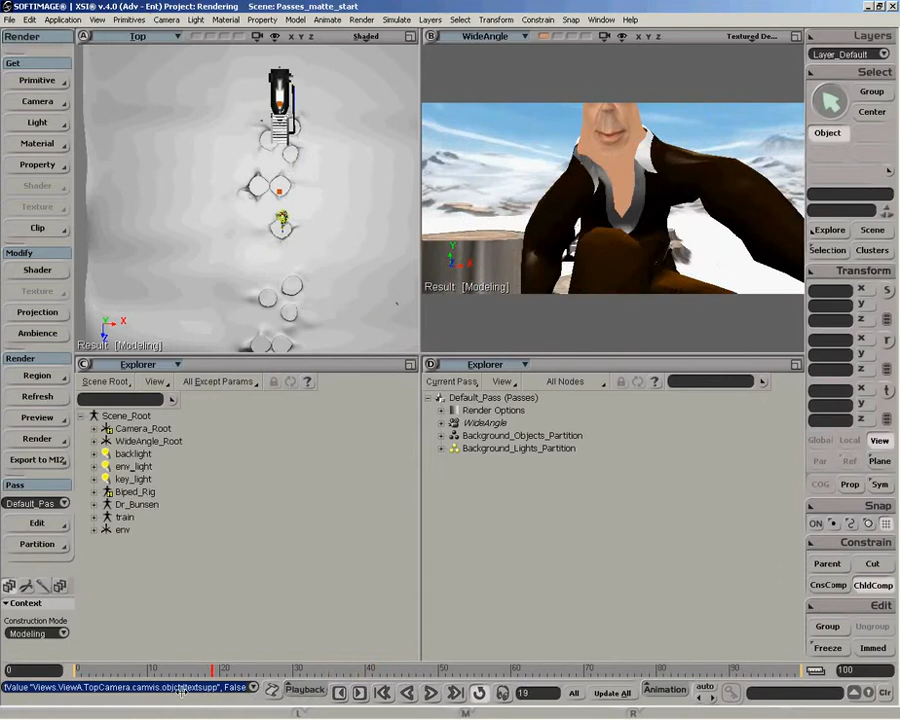 SOFTIMAGE® | XSI® v.4.0 (Adv - Ent) Project: Rendering    Scene: Passes_matte_start
File Edit Application View Primitives Camera Light Material Property Model Animate Render Simulate Layers Select Transform Constrain Snap Window Help
Render
A Top X Y Z Shaded
B WideAngle X Y Z Textured De...
Layers
Layer_Default
Get
Primitive
Camera
Light
Material
Property
Shader
Texture
Clip
Modify
Shader
Texture
Projection
Ambience
Render
Region
Refresh
Preview
Render
Export to MI2
Pass
Default_Pas
Edit
Partition
Context
Construction Mode
Modeling
Y X Z
Result [Modeling]
Y X Z
Result [Modeling]
C Explorer
Scene Root View All Except Params ?
Scene_Root
Camera_Root
WideAngle_Root
backlight
env_light
key_light
Biped_Rig
Dr_Bunsen
train
env
D Explorer
Current Pass View All Nodes ?
Default_Pass (Passes)
Render Options
WideAngle
Background_Objects_Partition
Background_Lights_Partition
Select
Group
Center
Object
Explore Scene
Selection Clusters
Transform
x s
y
z
x r
y
z
x t
y
z
Global Local View
Par Ref Plane
COG Prop Sym
Snap
ON
Constrain
Parent Cut
CnsComp ChldComp
Edit
Group Ungroup
Freeze Immed
0 0 10 20 30 40 50 60 70 80 90 100
Playback 19 All Update All Animation auto Clr
L M R